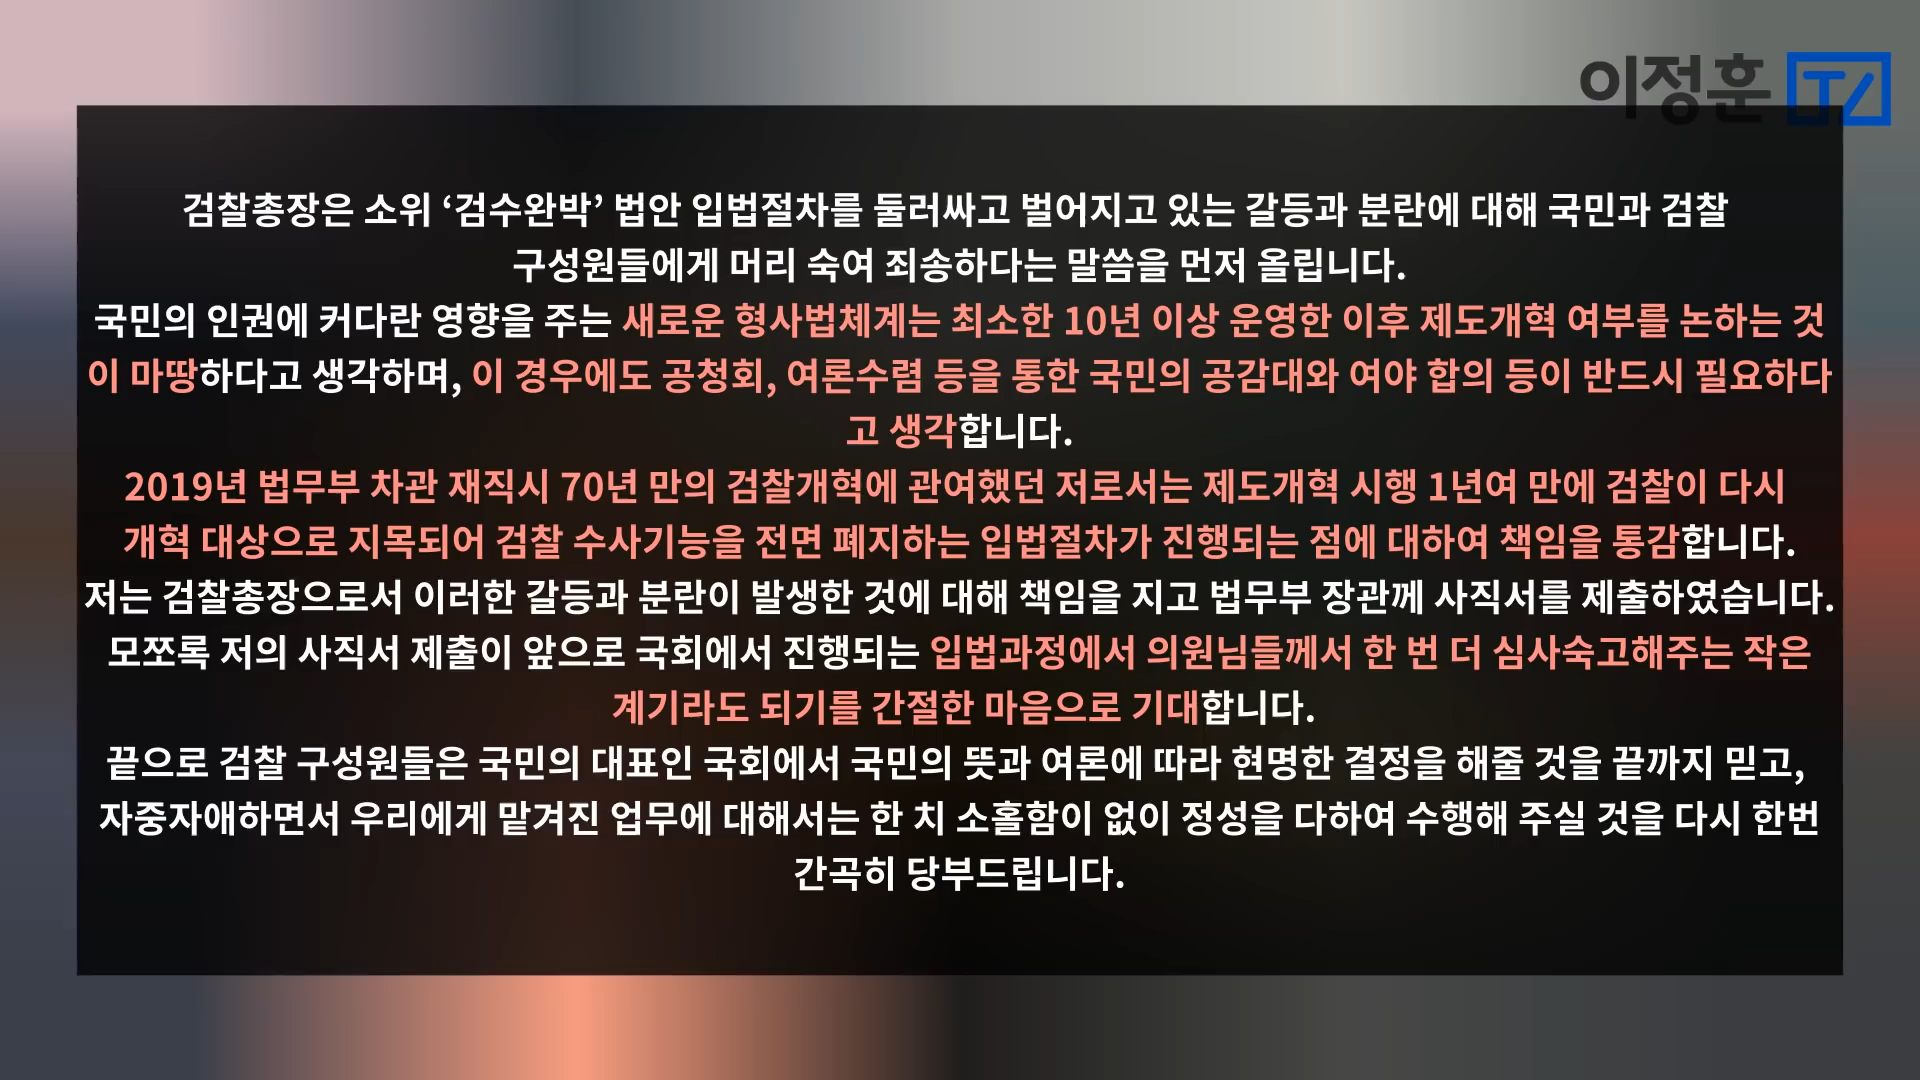 이정훈 TV
검찰총장은 소위 ‘검수완박’ 법안 입법절차를 둘러싸고 벌어지고 있는 갈등과 분란에 대해 국민과 검찰
구성원들에게 머리 숙여 죄송하다는 말씀을 먼저 올립니다.
국민의 인권에 커다란 영향을 주는 새로운 형사법체계는 최소한 10년 이상 운영한 이후 제도개혁 여부를 논하는 것
이 마땅하다고 생각하며, 이 경우에도 공청회, 여론수렴 등을 통한 국민의 공감대와 여야 합의 등이 반드시 필요하다
고 생각합니다.
2019년 법무부 차관 재직시 70년 만의 검찰개혁에 관여했던 저로서는 제도개혁 시행 1년여 만에 검찰이 다시
개혁 대상으로 지목되어 검찰 수사기능을 전면 폐지하는 입법절차가 진행되는 점에 대하여 책임을 통감합니다.
저는 검찰총장으로서 이러한 갈등과 분란이 발생한 것에 대해 책임을 지고 법무부 장관께 사직서를 제출하였습니다.
모쪼록 저의 사직서 제출이 앞으로 국회에서 진행되는 입법과정에서 의원님들께서 한 번 더 심사숙고해주는 작은
계기라도 되기를 간절한 마음으로 기대합니다.
끝으로 검찰 구성원들은 국민의 대표인 국회에서 국민의 뜻과 여론에 따라 현명한 결정을 해줄 것을 끝까지 믿고,
자중자애하면서 우리에게 맡겨진 업무에 대해서는 한 치 소홀함이 없이 정성을 다하여 수행해 주실 것을 다시 한번
간곡히 당부드립니다.